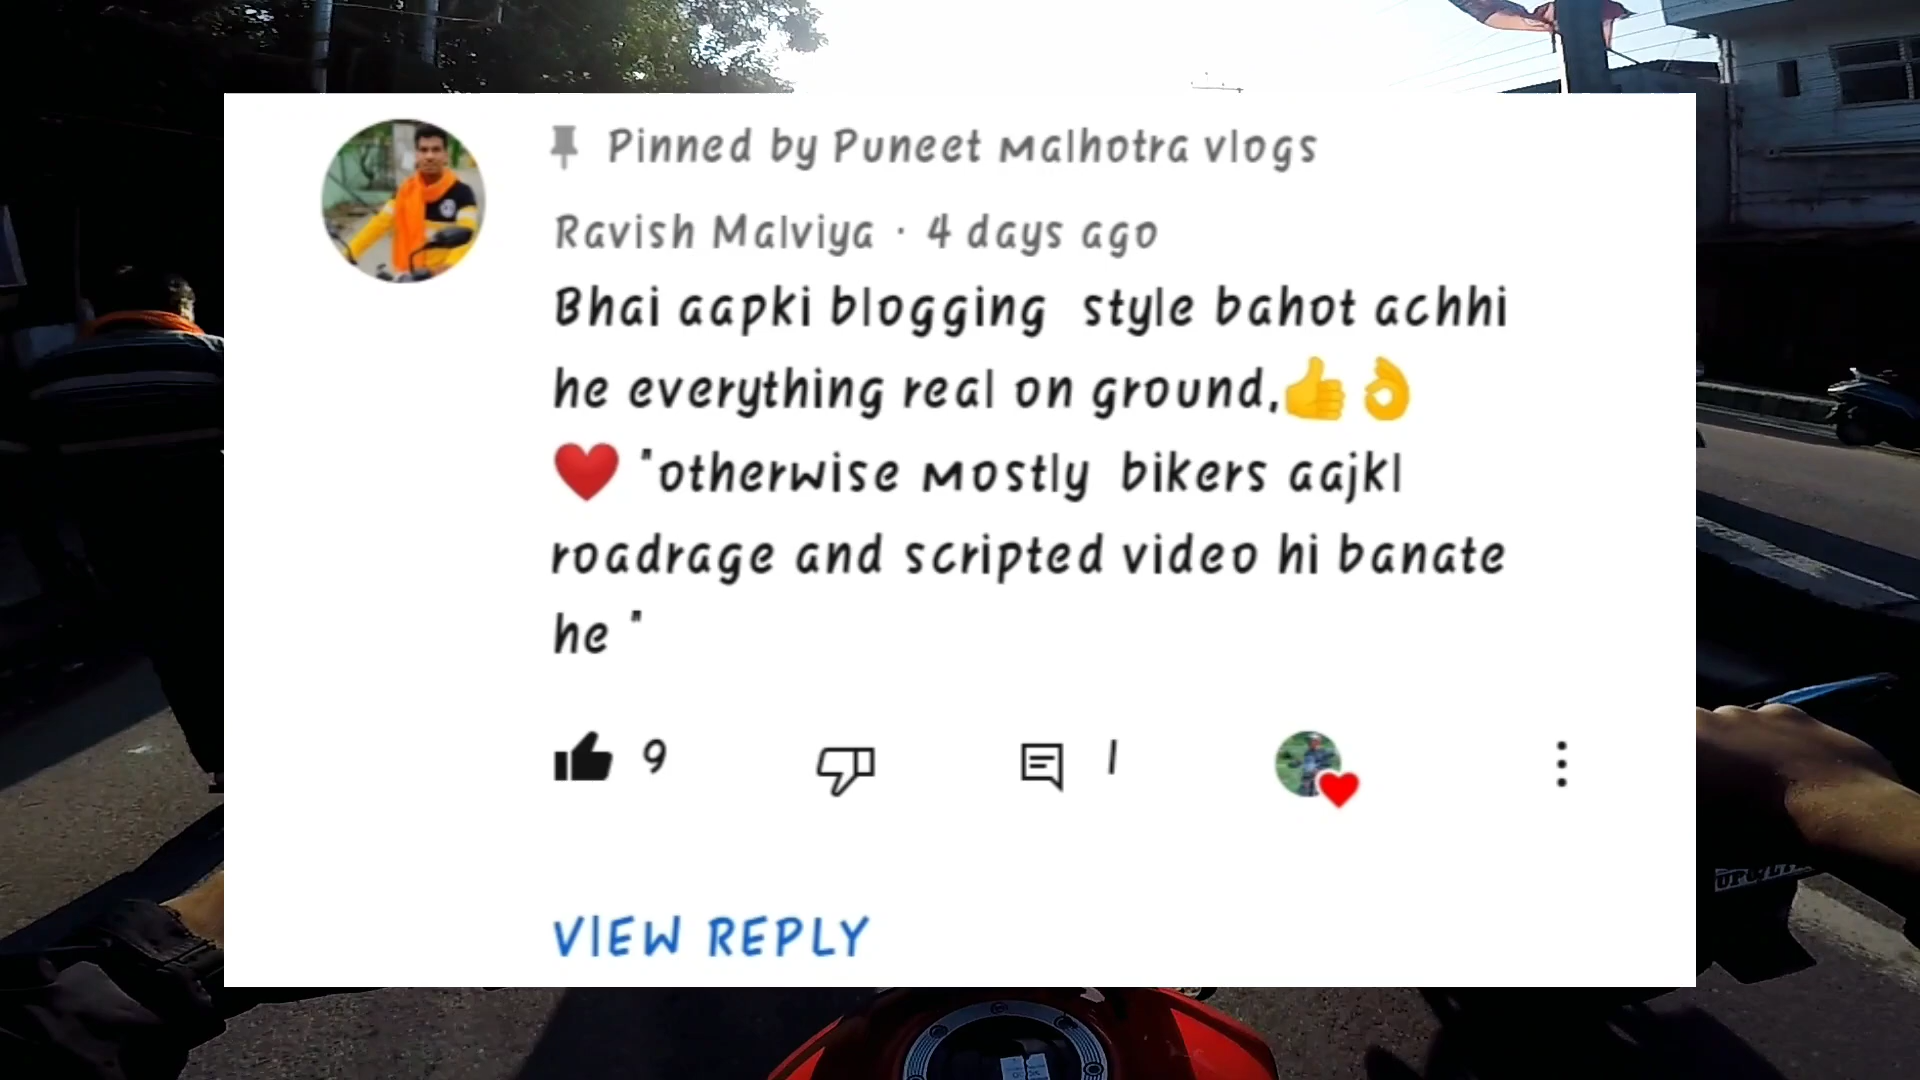 Pinned by Puneet Malhotra vlogs
Ravish Malviya · 4 days ago
Bhai aapki blogging style bahot achhi
he everything real on ground,👍👌
❤️ "otherwise mostly bikers aajkl
roadrage and scripted video hi banate
he "
9
1
VIEW REPLY